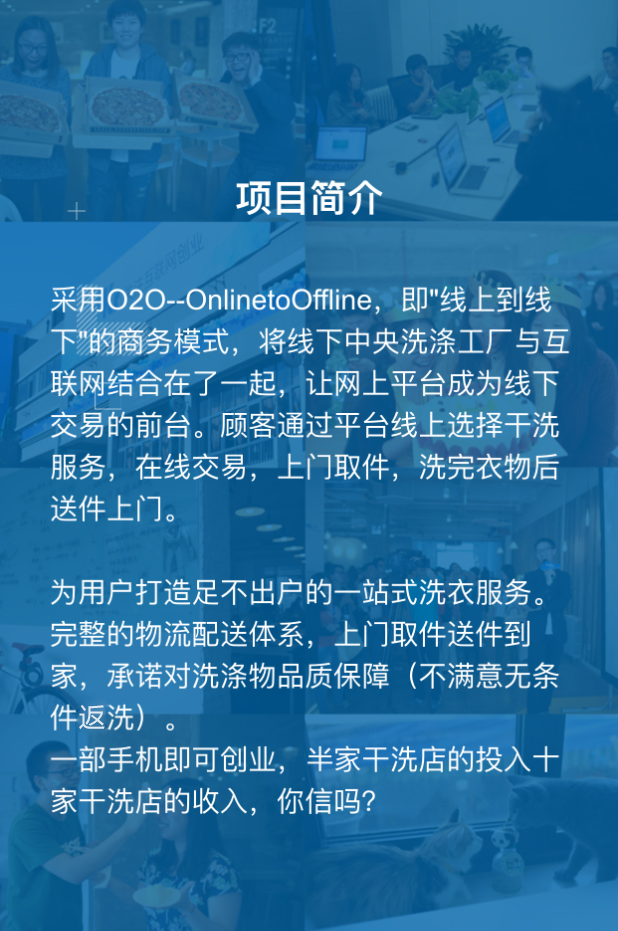 项目简介
采用O2O--OnlinetoOffline，即"线上到线
下"的商务模式，将线下中央洗涤工厂与互
联网结合在了一起，让网上平台成为线下
交易的前台。顾客通过平台线上选择干洗
服务，在线交易，上门取件，洗完衣物后
送件上门。
为用户打造足不出户的一站式洗衣服务。
完整的物流配送体系，上门取件送件到
家，承诺对洗涤物品质保障（不满意无条
件返洗）。
一部手机即可创业，半家干洗店的投入十
家干洗店的收入，你信吗？
互联网创业